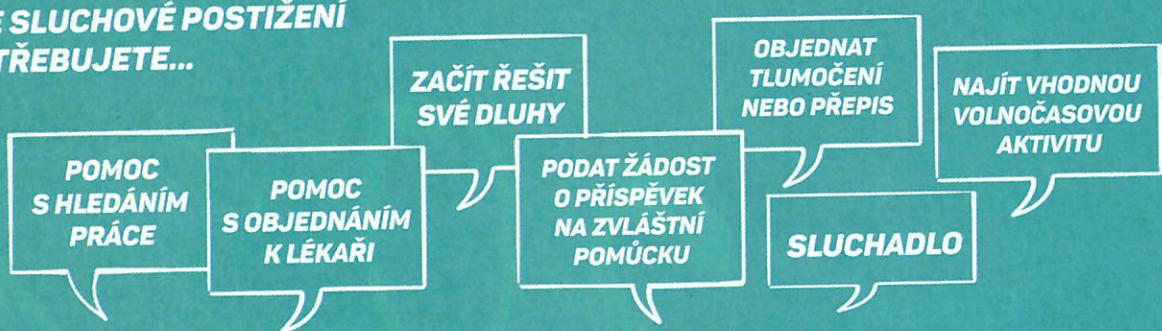 SLUCHOVÉ POSTIŽENÍ
POMOC
S HLEDÁNÍM
PRÁCE
POMOC
S OBJEDNÁNÍM
K LÉKAŘI
ZAČÍT ŘEŠIT
SVÉ DLUHY
PODAT ŽÁDOST
O PŘÍSPĚVEK
NA ZVLÁŠTNÍ
POMŮCKU
OBJEDNAT
TLUMOČENÍ
NEBO PŘEPIS
SLUCHADLO
NAJÍT VHODNOU
VOLNOČASOVOU
AKTIVITU